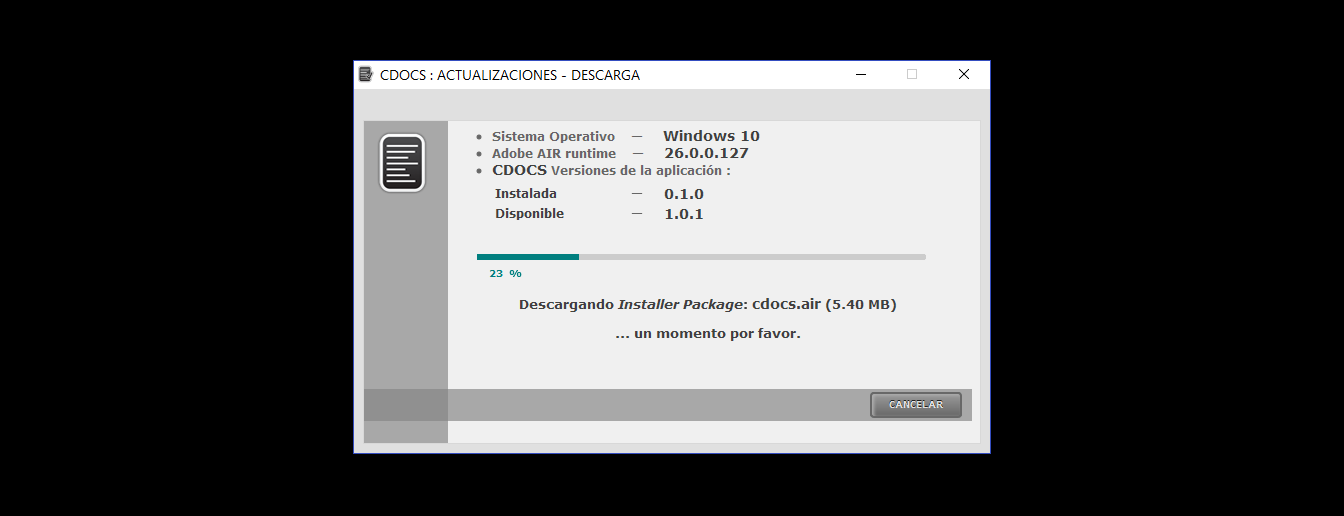 CDOCS : ACTUALIZACIONES - DESCARGA
• Sistema Operativo — Windows 10
• Adobe AIR runtime — 26.0.0.127
• CDOCS Versiones de la aplicación :
Instalada — 0.1.0
Disponible — 1.0.1
23 %
Descargando Installer Package: cdocs.air (5.40 MB)
... un momento por favor.
CANCELAR